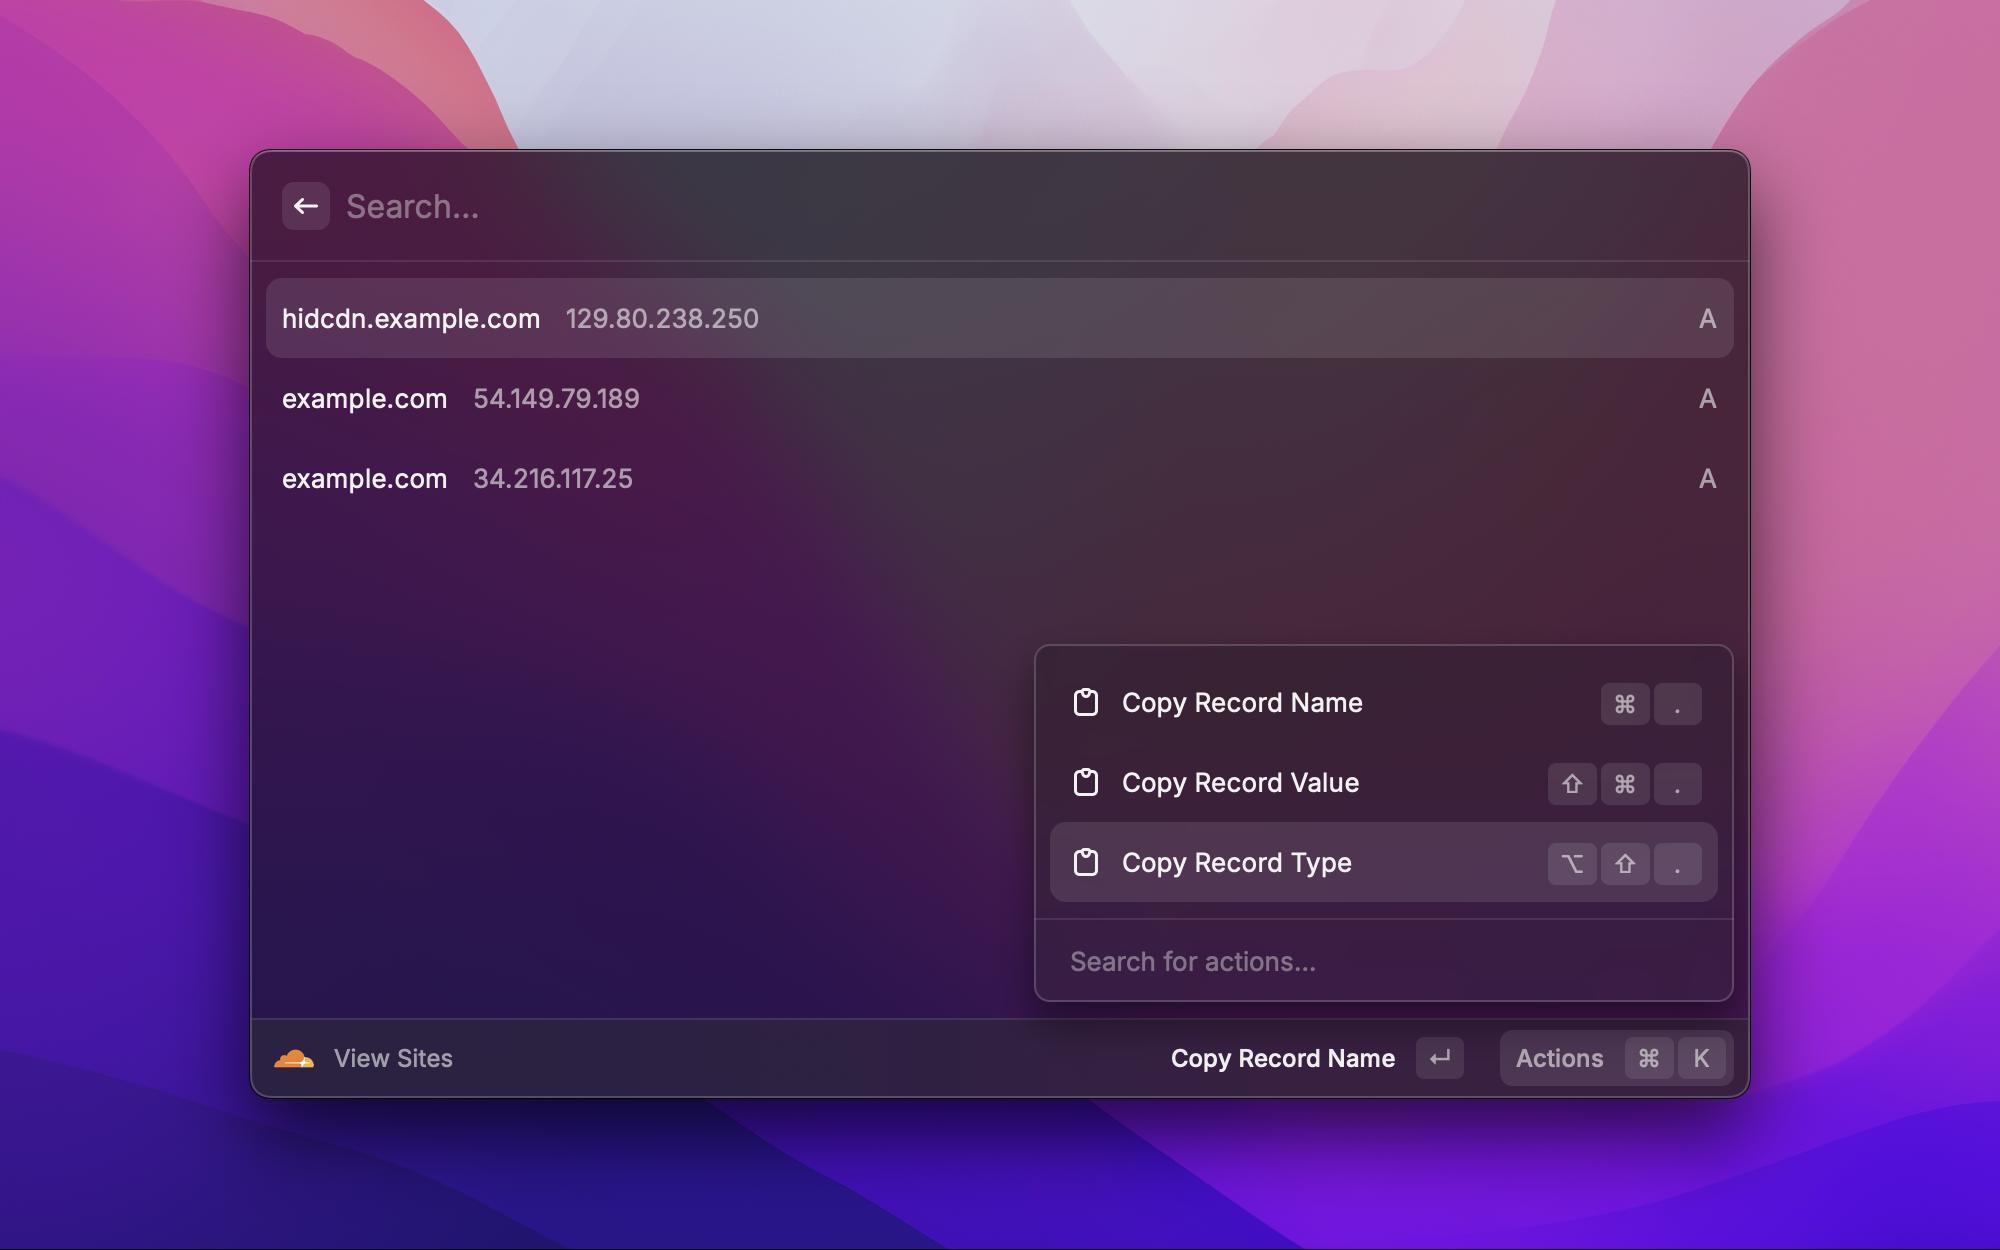 Search...
hidcdn.example.com 129.80.238.250 A
example.com 54.149.79.189 A
example.com 34.216.117.25 A
Copy Record Name ⌘ .
Copy Record Value ⇧ ⌘ .
Copy Record Type ⌥ ⇧ .
Search for actions...
View Sites Copy Record Name ↵ Actions ⌘ K